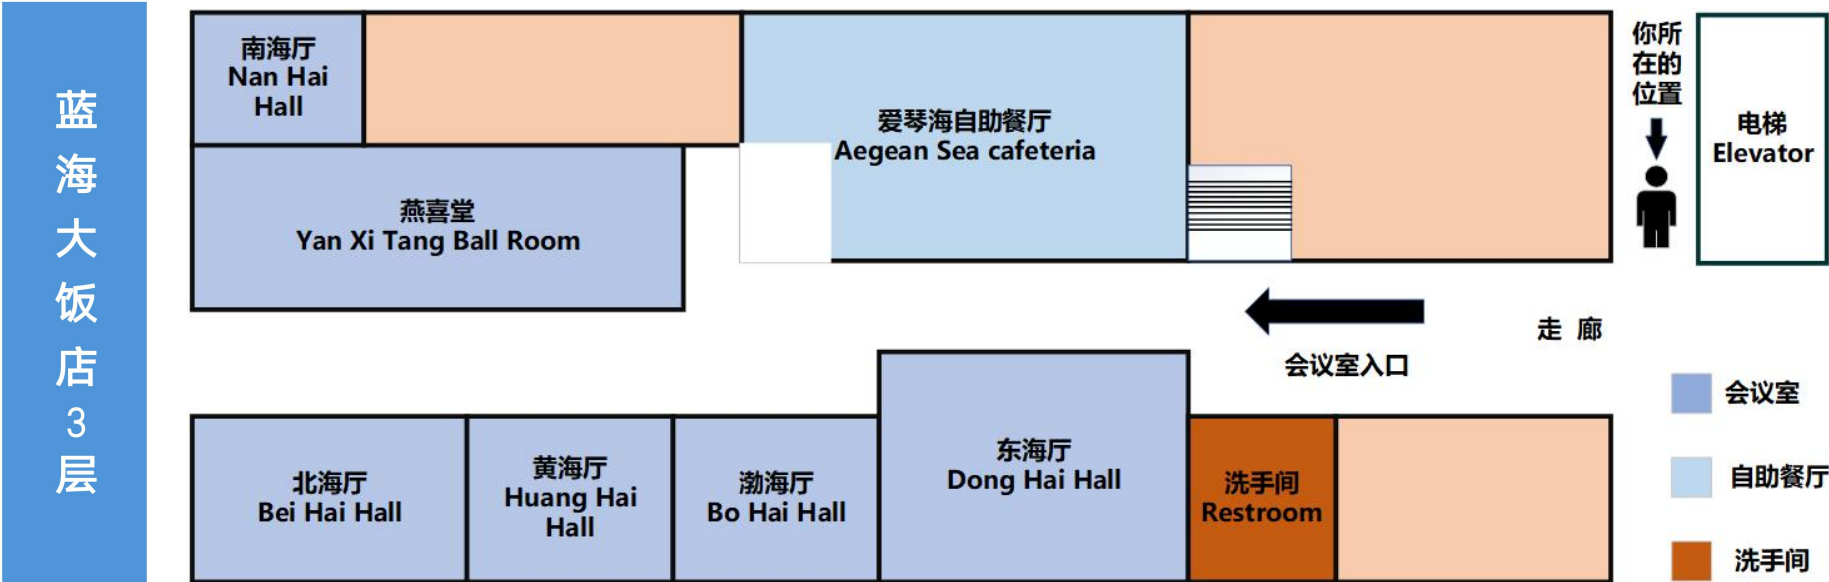 蓝海大饭店3层
南海厅
Nan Hai
Hall
爱琴海自助餐厅
Aegean Sea cafeteria
你所
在的
位置
电梯
Elevator
燕喜堂
Yan Xi Tang Ball Room
走 廊
会议室入口
北海厅
Bei Hai Hall
黄海厅
Huang Hai
Hall
渤海厅
Bo Hai Hall
东海厅
Dong Hai Hall
洗手间
Restroom
会议室
自助餐厅
洗手间